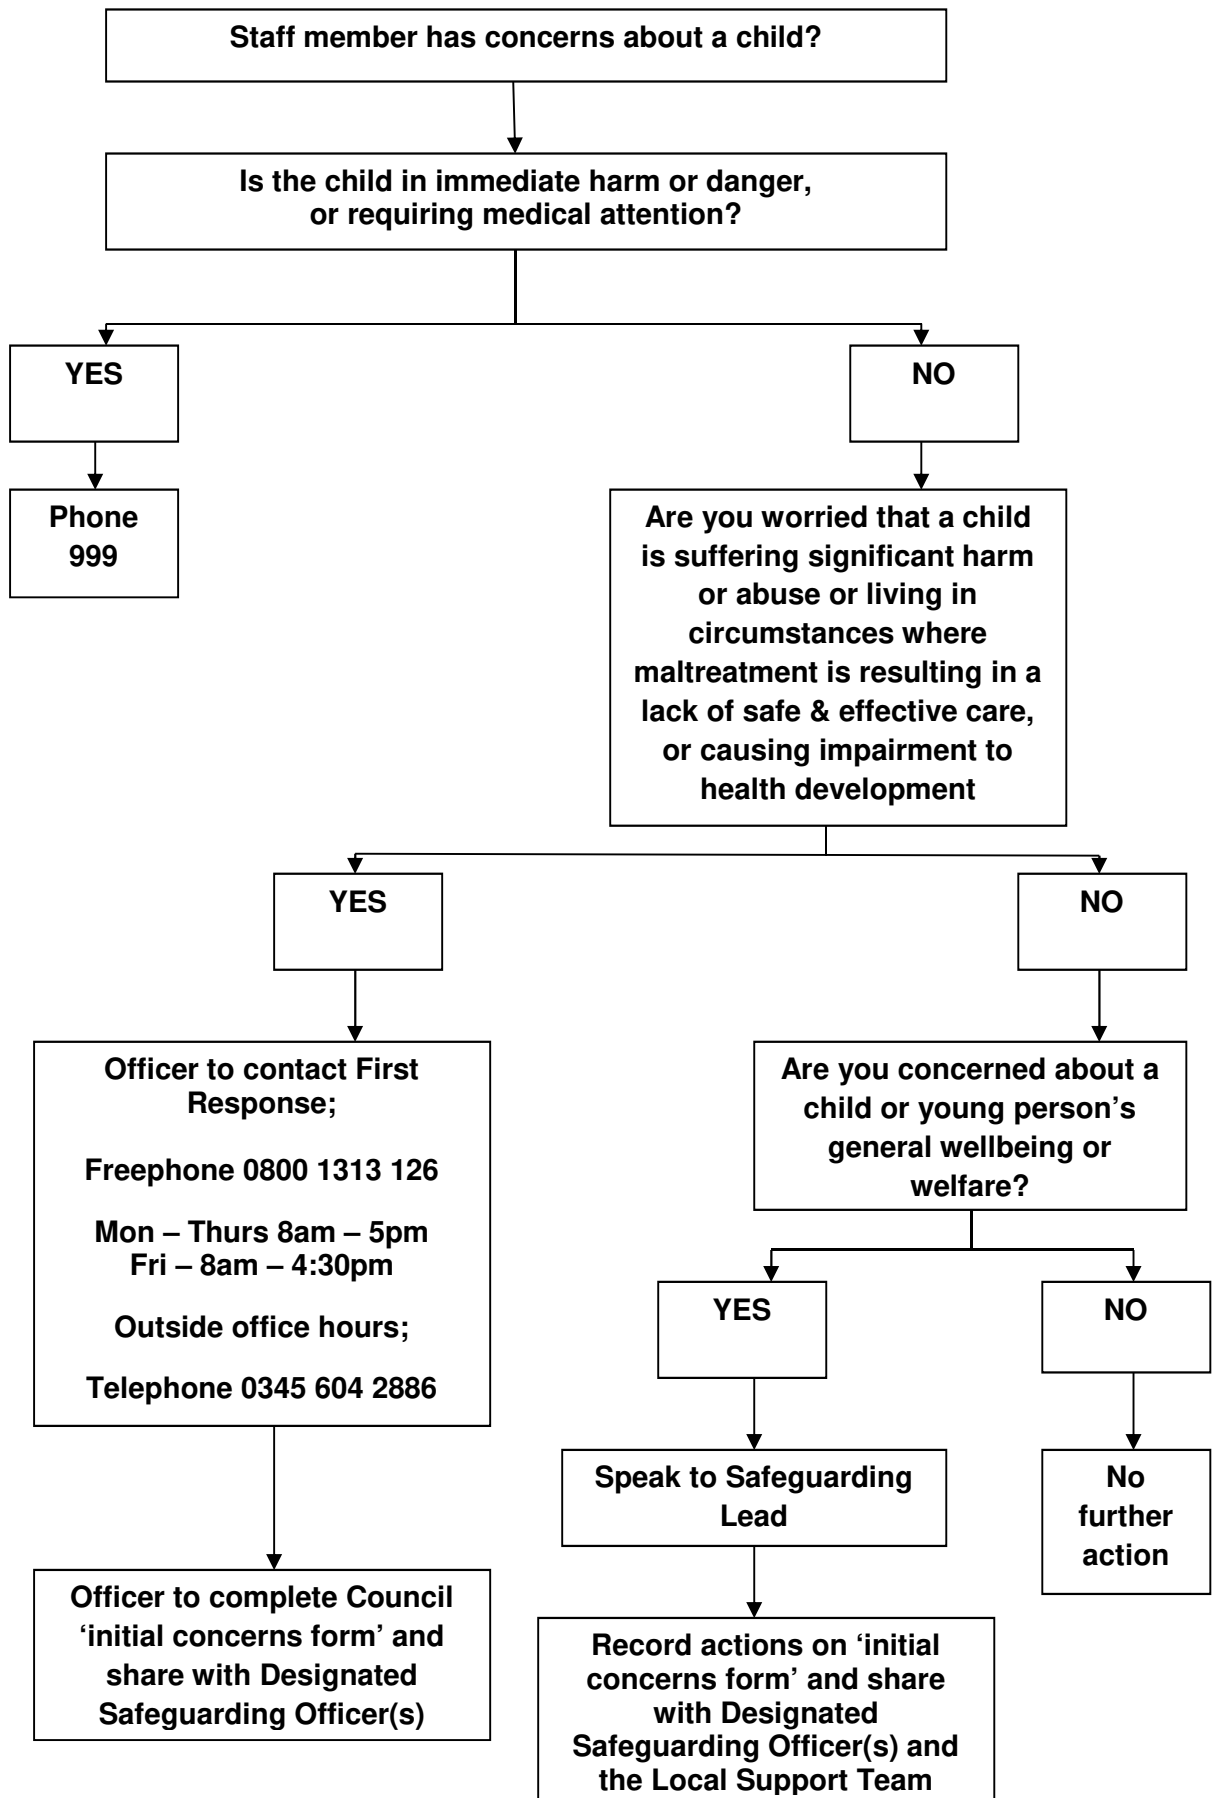 Staff member has concerns about a child?
Is the child in immediate harm or danger,
or requiring medical attention?
YES
NO
Phone
999
Are you worried that a child
is suffering significant harm
or abuse or living in
circumstances where
maltreatment is resulting in a
lack of safe & effective care,
or causing impairment to
health development
YES
NO
Officer to contact First
Response;
Freephone 0800 1313 126
Mon – Thurs 8am – 5pm
Fri – 8am – 4:30pm
Outside office hours;
Telephone 0345 604 2886
Are you concerned about a
child or young person’s
general wellbeing or
welfare?
YES
NO
Speak to Safeguarding
Lead
No
further
action
Officer to complete Council
‘initial concerns form’ and
share with Designated
Safeguarding Officer(s)
Record actions on ‘initial
concerns form’ and share
with Designated
Safeguarding Officer(s) and
the Local Support Team